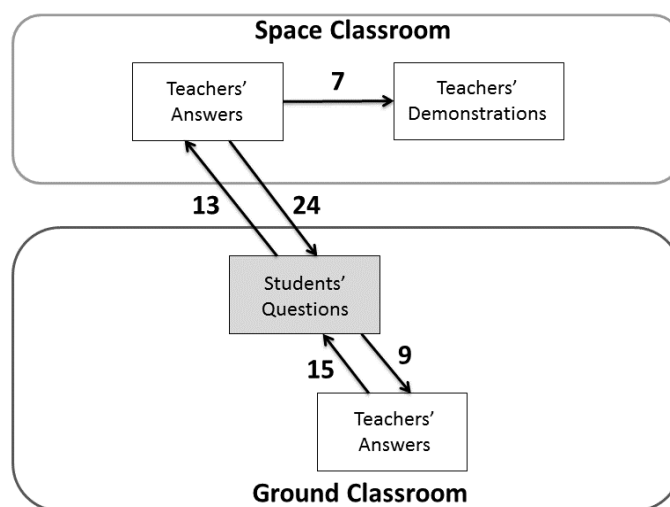 Space Classroom
Teachers’
Answers
7
Teachers’
Demonstrations
13
24
Students’
Questions
15
9
Teachers’
Answers
Ground Classroom